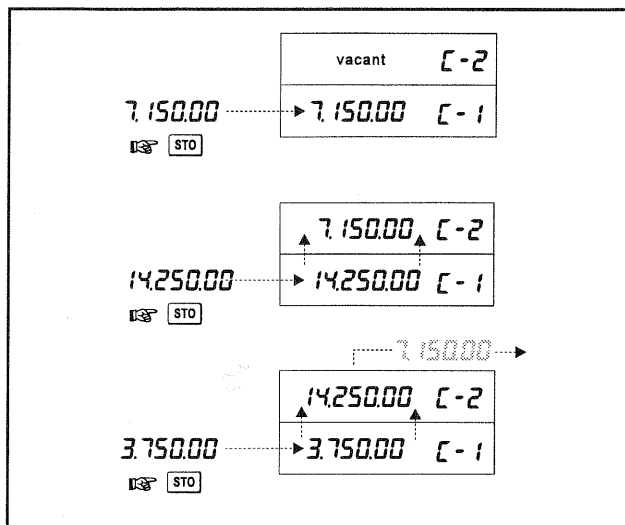 vacant C-2
7.150.00 7.150.00 C-1
STO
7.150.00 C-2
14.250.00 14.250.00 C-1
STO
7.150.00
14.250.00 C-2
3.750.00 3.750.00 C-1
STO